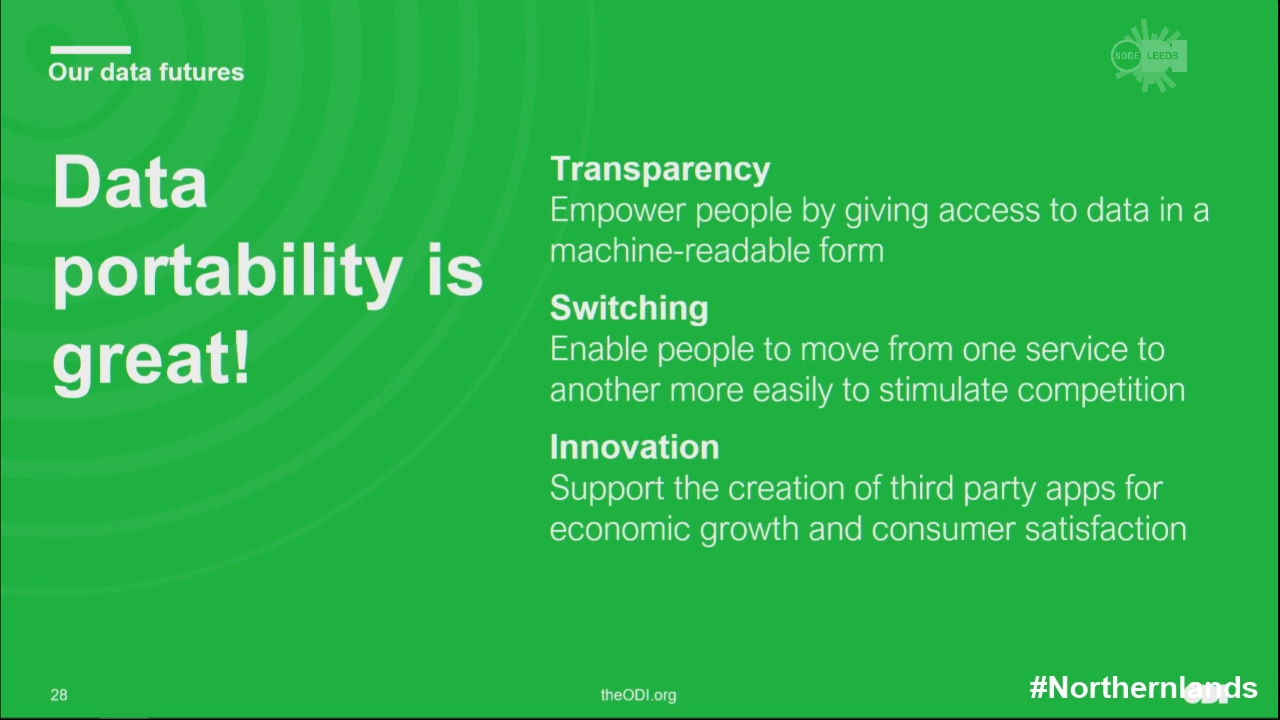 Our data futures
NODE LEEDS
Data
portability is
great!
Transparency
Empower people by giving access to data in a
machine-readable form
Switching
Enable people to move from one service to
another more easily to stimulate competition
Innovation
Support the creation of third party apps for
economic growth and consumer satisfaction
28
theODI.org
#Northernlands